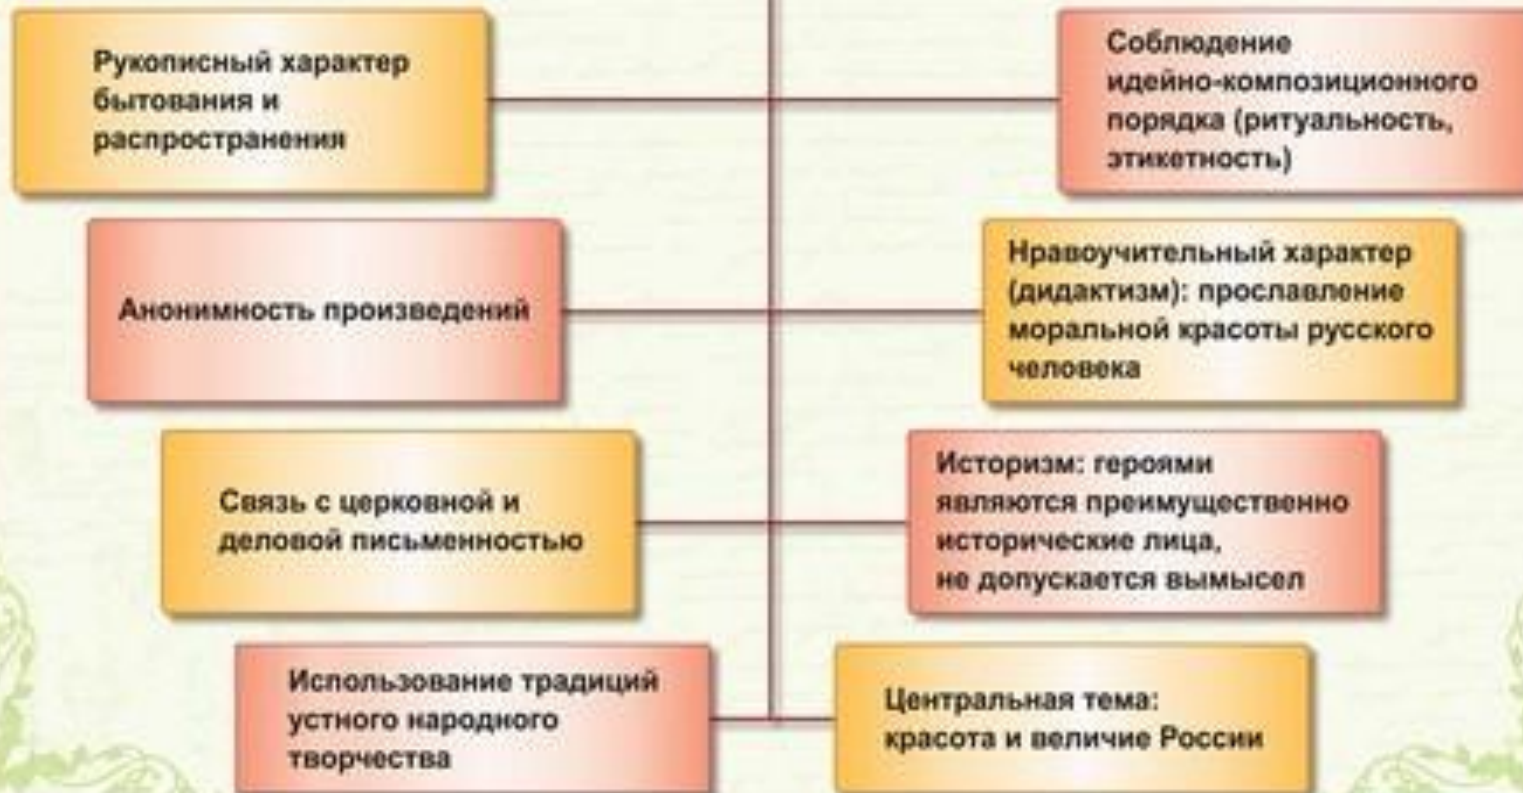 Рукописный характер
бытования и
распространения
Соблюдение
идейно-композиционного
порядка (ритуальность,
этикетность)
Анонимность произведений
Нравоучительный характер
(дидактизм): прославление
моральной красоты русского
человека
Связь с церковной и
деловой письменностью
Историзм: героями
являются преимущественно
исторические лица,
не допускается вымысел
Использование традиций
устного народного
творчества
Центральная тема:
красота и величие России